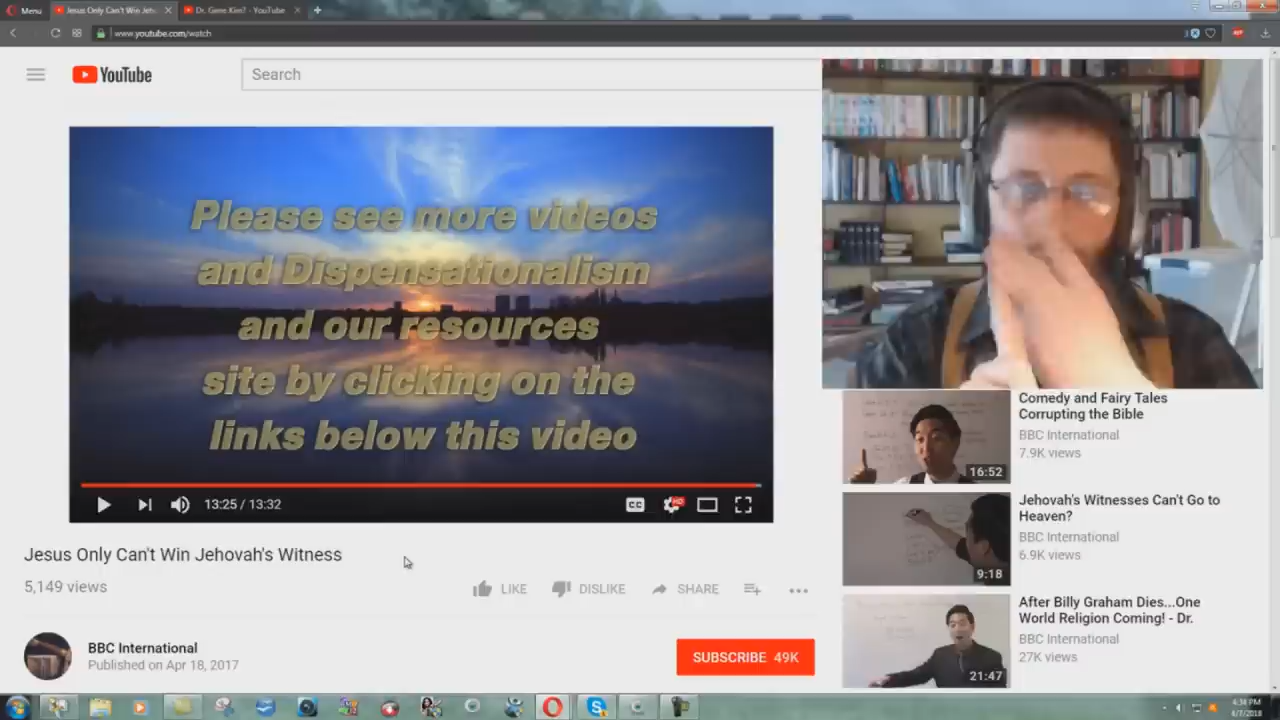 Menu
Jesus Only Can't Win Jeh
Dr. Gene Kim? - YouTube
www.youtube.com/watch
YouTube
Search
Please see more videos
and Dispensationalism
and our resources
site by clicking on the
links below this video
13:25 / 13:32
CC
HD
Jesus Only Can't Win Jehovah's Witness
5,149 views
LIKE
DISLIKE
SHARE
BBC International
Published on Apr 18, 2017
SUBSCRIBE 49K
Comedy and Fairy Tales
Corrupting the Bible
BBC International
7.9K views
16:52
Jehovah's Witnesses Can't Go to
Heaven?
BBC International
6.9K views
9:18
After Billy Graham Dies...One
World Religion Coming! - Dr.
BBC International
27K views
21:47
4:34 PM
4/7/2018